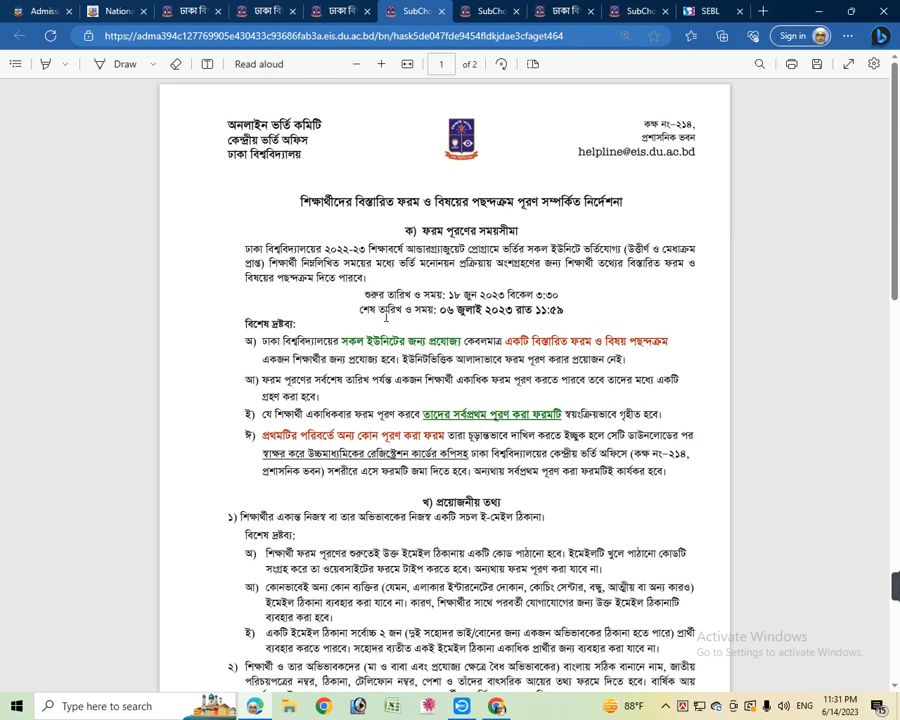 Admiss
Nationa
ঢাকা বি
ঢাকা বি
ঢাকা বি
SubCho
SubCho
ঢাকা বি
SubCho
SEBL
https://adma394c127769905e430433c93686fab3a.eis.du.ac.bd/bn/hask5de047fde9454fldkjdae3cfaget464
Sign in
Draw
Read aloud
1 of 2
অনলাইন ভর্তি কমিটি
কেন্দ্রীয় ভর্তি অফিস
ঢাকা বিশ্ববিদ্যালয়
কক্ষ নং-২১৪,
প্রশাসনিক ভবন
helpline@eis.du.ac.bd
শিক্ষার্থীদের বিস্তারিত ফরম ও বিষয়ের পছন্দক্রম পূরণ সম্পর্কিত নির্দেশনা
ক) ফরম পূরণের সময়সীমা
ঢাকা বিশ্ববিদ্যালয়ের ২০২২-২৩ শিক্ষাবর্ষে আন্ডারগ্র্যাজুয়েট প্রোগ্রামে ভর্তির সকল ইউনিটে ভর্তিযোগ্য (উত্তীর্ণ ও মেধাক্রম
প্রাপ্ত) শিক্ষার্থী নিম্নলিখিত সময়ের মধ্যে ভর্তি মনোনয়ন প্রক্রিয়ায় অংশগ্রহণের জন্য শিক্ষার্থী তথ্যের বিস্তারিত ফরম ও
বিষয়ের পছন্দক্রম দিতে পারবে।
শুরুর তারিখ ও সময়: ১৮ জুন ২০২৩ বিকেল ৩:৩০
শেষ তারিখ ও সময়: ০৬ জুলাই ২০২৩ রাত ১১:৫৯
বিশেষ দ্রষ্টব্য:
অ) ঢাকা বিশ্ববিদ্যালয়ের সকল ইউনিটের জন্য প্রযোজ্য কেবলমাত্র একটি বিস্তারিত ফরম ও বিষয় পছন্দক্রম
একজন শিক্ষার্থীর জন্য প্রযোজ্য হবে। ইউনিটভিত্তিক আলাদাভাবে ফরম পূরণ করার প্রয়োজন নেই।
আ) ফরম পূরণের সর্বশেষ তারিখ পর্যন্ত একজন শিক্ষার্থী একাধিক ফরম পূরণ করতে পারবে তবে তাদের মধ্যে একটি
গ্রহণ করা হবে।
ই) যে শিক্ষার্থী একাধিকবার ফরম পূরণ করবে তাদের সর্বপ্রথম পূরণ করা ফরমটি স্বয়ংক্রিয়ভাবে গৃহীত হবে।
ঈ) প্রথমটির পরিবর্তে অন্য কোন পূরণ করা ফরম তারা চূড়ান্তভাবে দাখিল করতে ইচ্ছুক হলে সেটি ডাউনলোডের পর
স্বাক্ষর করে উচ্চমাধ্যমিকের রেজিস্ট্রেশন কার্ডের কপিসহ ঢাকা বিশ্ববিদ্যালয়ের কেন্দ্রীয় ভর্তি অফিসে (কক্ষ নং-২১৪,
প্রশাসনিক ভবন) সশরীরে এসে ফরমটি জমা দিতে হবে। অন্যথায় সর্বপ্রথম পূরণ করা ফরমটিই কার্যকর হবে।
খ) প্রয়োজনীয় তথ্য
১) শিক্ষার্থীর একান্ত নিজস্ব বা তার অভিভাবকের নিজস্ব একটি সচল ই-মেইল ঠিকানা।
বিশেষ দ্রষ্টব্য:
অ) শিক্ষার্থী ফরম পূরণের শুরুতেই উক্ত ইমেইল ঠিকানায় একটি কোড পাঠানো হবে। ইমেইলটি খুলে পাঠানো কোডটি
সংগ্রহ করে তা ওয়েবসাইটের ফরমে টাইপ করতে হবে। অন্যথায় ফরম পূরণ করা যাবে না।
আ) কোনভাবেই অন্য কোন ব্যক্তির (যেমন, এলাকার ইন্টারনেটের দোকান, কোচিং সেন্টার, বন্ধু, আত্মীয় বা অন্য কারও)
ইমেইল ঠিকানা ব্যবহার করা যাবে না। কারণ, শিক্ষার্থীর সাথে পরবর্তী যোগাযোগের জন্য উক্ত ইমেইল ঠিকানাটি
ব্যবহার করা হবে।
ই) একটি ইমেইল ঠিকানা সর্বোচ্চ ২ জন (দুই সহোদর ভাই/বোনের জন্য একজন অভিভাবকের ঠিকানা হতে পারে) প্রার্থী
ব্যবহার করতে পারবে। সহোদর ব্যতীত একই ইমেইল ঠিকানা একাধিক প্রার্থীর জন্য ব্যবহার করা যাবে না।
২) শিক্ষার্থী ও তার অভিভাবকদের (মা ও বাবা এবং প্রযোজ্য ক্ষেত্রে বৈধ অভিভাবকের) বাংলায় সঠিক বানানে নাম, জাতীয়
পরিচয়পত্রের নম্বর, ঠিকানা, টেলিফোন নম্বর, পেশা ও তাঁদের বাৎসরিক আয়ের তথ্য ফরমে দিতে হবে। বার্ষিক আয়
Activate Windows
Go to Settings to activate Windows.
Type here to search
88°F
ENG
11:31 PM
6/14/2023